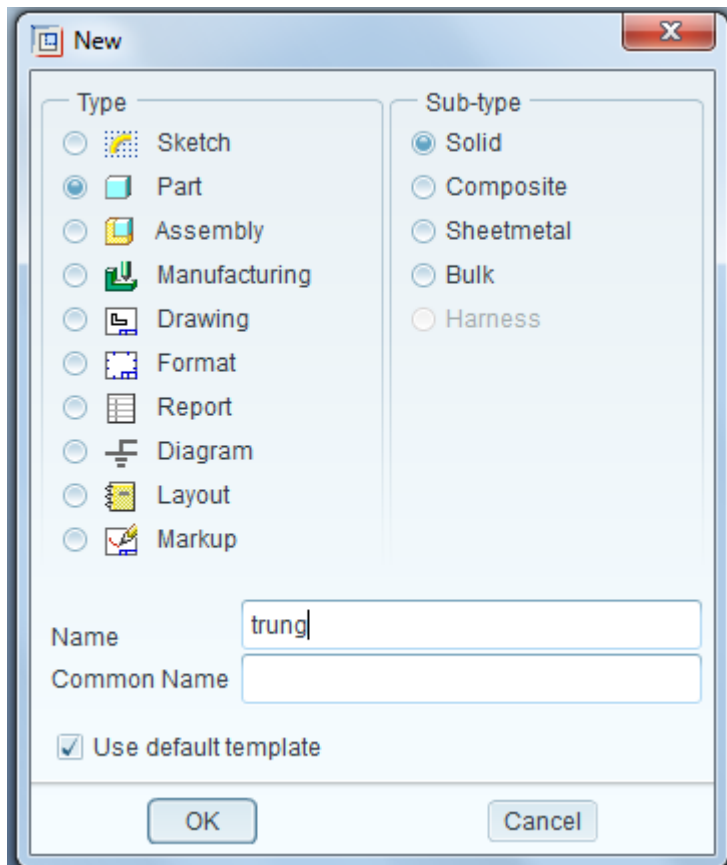 New
Type
Sketch
Part
Assembly
Manufacturing
Drawing
Format
Report
Diagram
Layout
Markup
Sub-type
Solid
Composite
Sheetmetal
Bulk
Harness
Name trung
Common Name
Use default template
OK Cancel